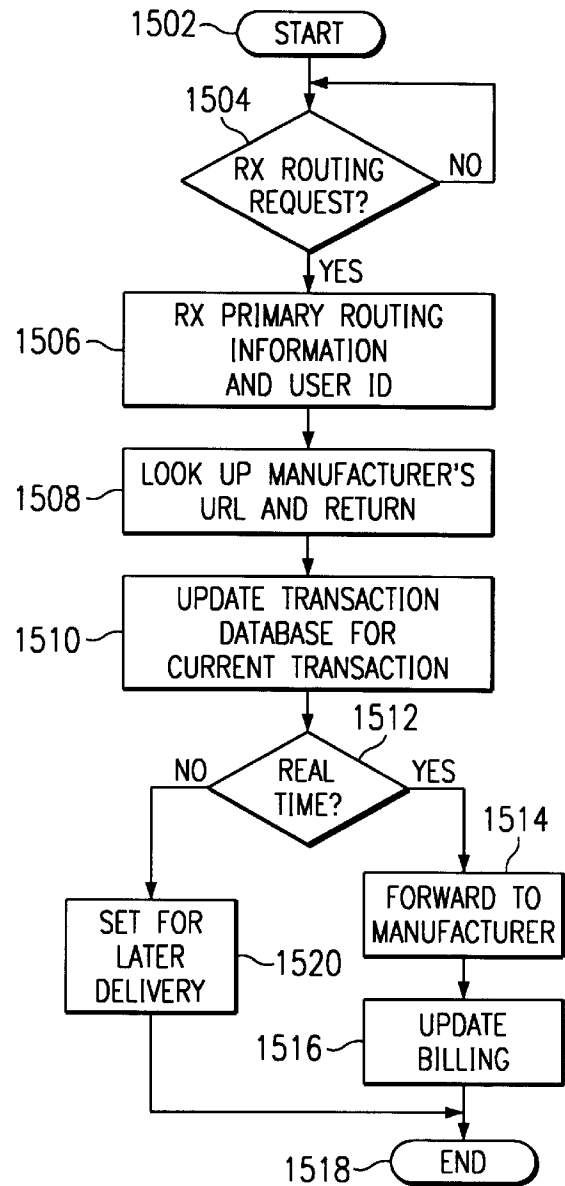 1502
START
1504
RX ROUTING
REQUEST?
NO
YES
1506
RX PRIMARY ROUTING
INFORMATION
AND USER ID
1508
LOOK UP MANUFACTURER'S
URL AND RETURN
1510
UPDATE TRANSACTION
DATABASE FOR
CURRENT TRANSACTION
1512
NO
REAL
TIME?
YES
1514
FORWARD TO
MANUFACTURER
SET FOR
LATER
DELIVERY
1520
1516
UPDATE
BILLING
1518
END